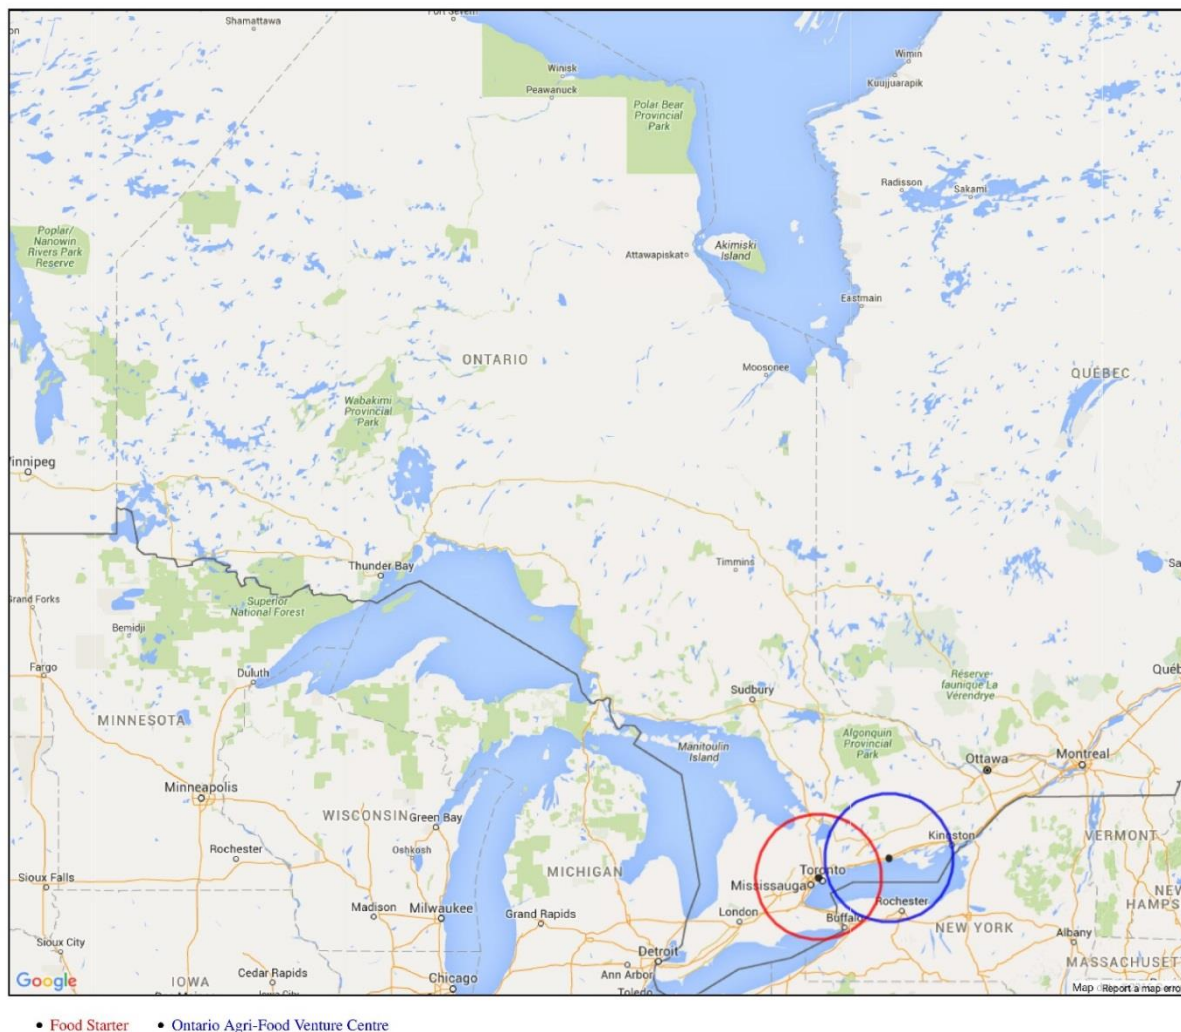 Shamattawa
Fort Severn
Wimin
Winisk
Kuujjuarapik
Peawanuck
Polar Bear
Provincial
Park
Radisson
Sakami
Poplar/
Nanowin
Rivers Park
Reserve
Akimiski
Island
Attawapiskat
Eastmain
ONTARIO
Moosonee
QUÉBEC
Wabakimi
Provincial
Park
Winnipeg
Timmins
Thunder Bay
Grand Forks
Superior
National Forest
Bemidji
Fargo
Duluth
Réserve
faunique La
Vérendrye
Sudbury
MINNESOTA
Algonquin
Provincial
Park
Manitoulin
Island
Montreal
Ottawa
Minneapolis
WISCONSIN
Green Bay
Kingston
VERMONT
Oshkosh
Rochester
MICHIGAN
Toronto
Sioux Falls
Mississauga
NEW
HAMPS
Madison
Milwaukee
Grand Rapids
London
Rochester
Buffalo
NEW YORK
Albany
Sioux City
Detroit
MASSACHUSET
Google
IOWA
Cedar Rapids
Chicago
Ann Arbor
Toledo
Map
Report a map erro
• Food Starter • Ontario Agri-Food Venture Centre